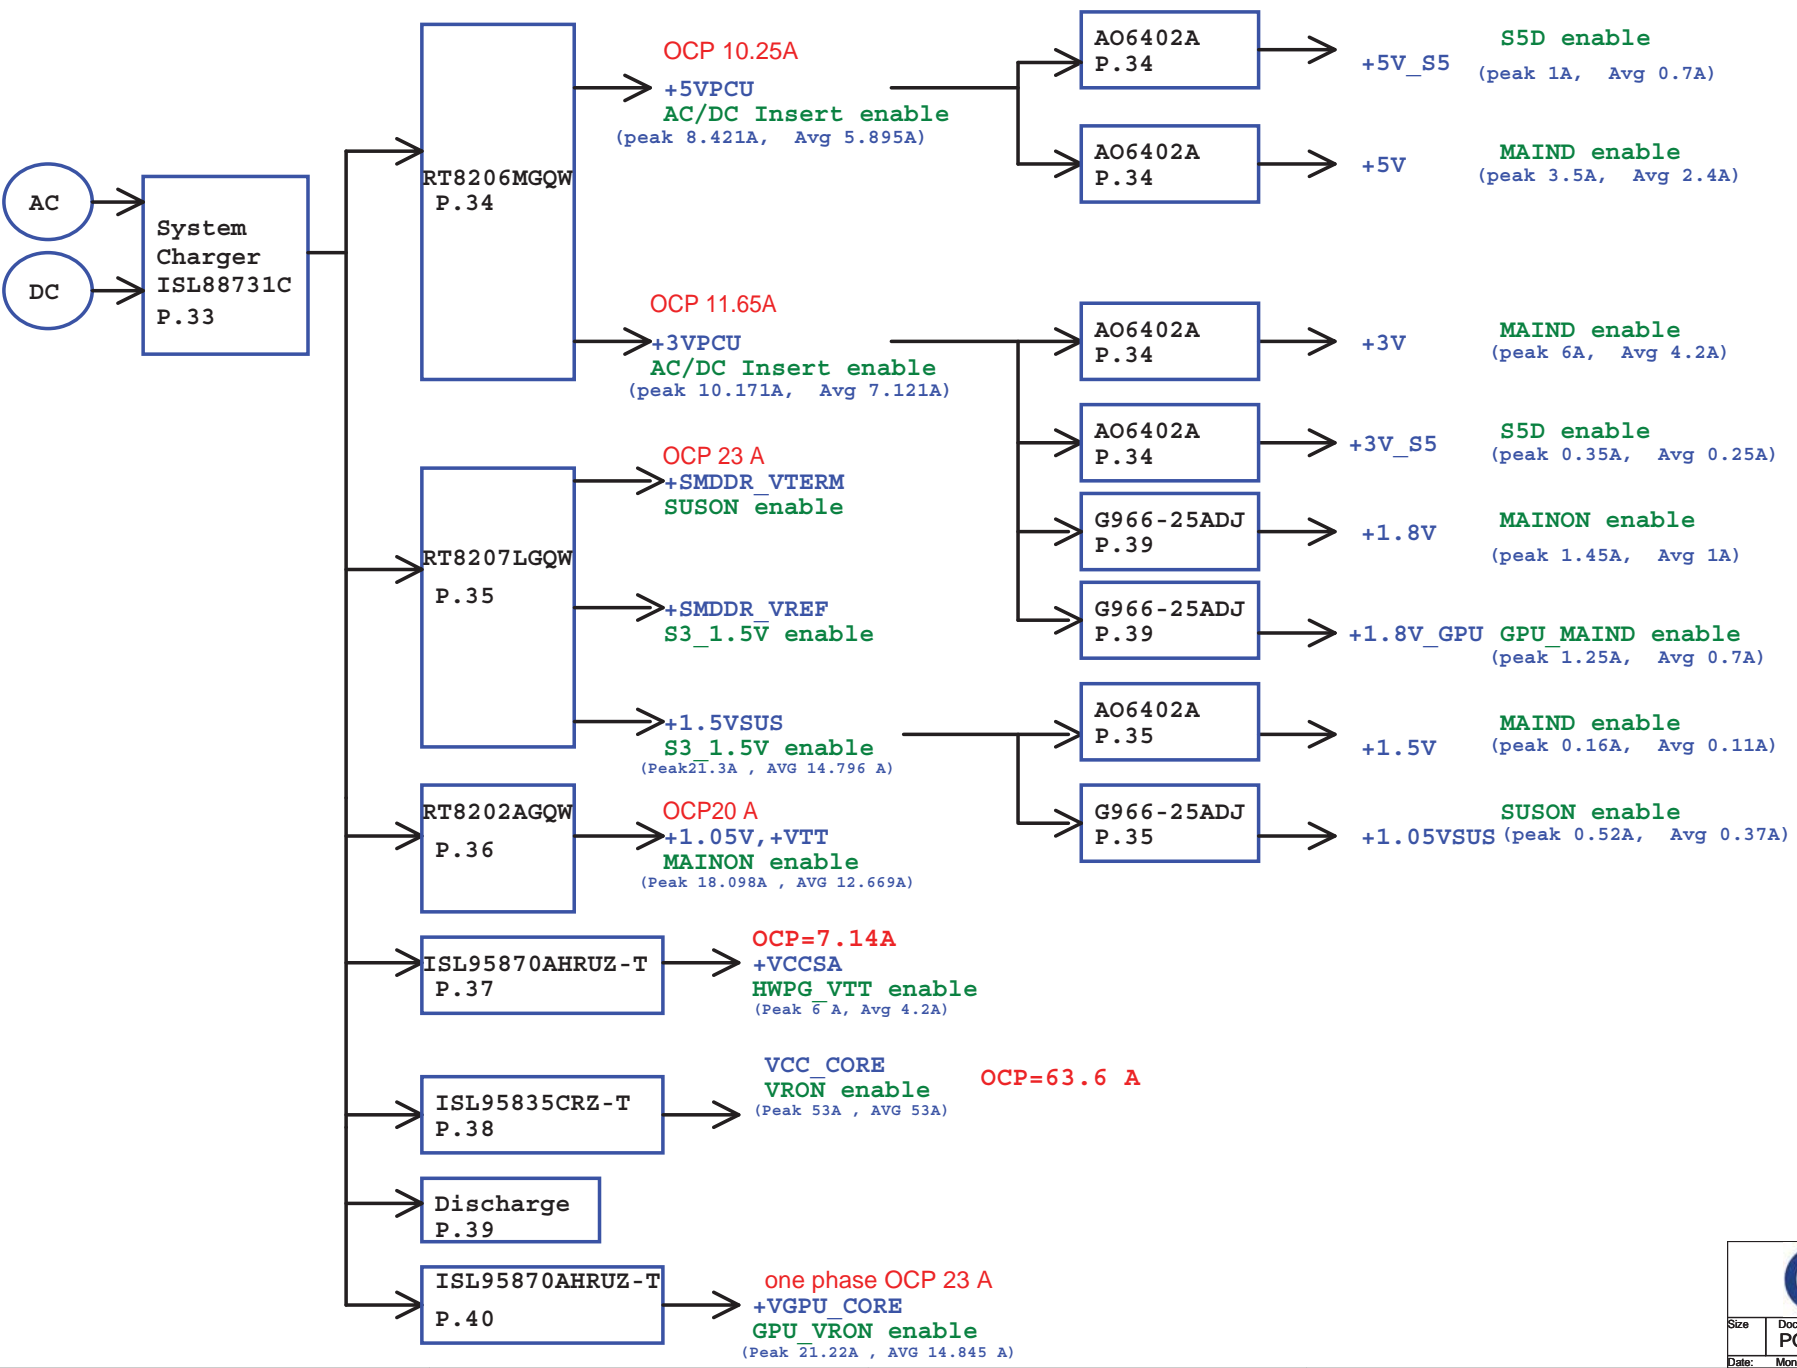 AC
DC
System
Charger
ISL88731C
P.33
RT8206MGQW
P.34
OCP 10.25A
+5VPCU
AC/DC Insert enable
(peak 8.421A, Avg 5.895A)
AO6402A
P.34
+5V_S5
S5D enable
(peak 1A, Avg 0.7A)
AO6402A
P.34
+5V
MAIND enable
(peak 3.5A, Avg 2.4A)
OCP 11.65A
+3VPCU
AC/DC Insert enable
(peak 10.171A, Avg 7.121A)
AO6402A
P.34
+3V
MAIND enable
(peak 6A, Avg 4.2A)
AO6402A
P.34
+3V_S5
S5D enable
(peak 0.35A, Avg 0.25A)
G966-25ADJ
P.39
+1.8V
MAINON enable
(peak 1.45A, Avg 1A)
G966-25ADJ
P.39
+1.8V_GPU
GPU_MAIND enable
(peak 1.25A, Avg 0.7A)
RT8207LGQW
P.35
OCP 23 A
+SMDDR_VTERM
SUSON enable
+SMDDR_VREF
S3_1.5V enable
+1.5VSUS
S3_1.5V enable
(Peak21.3A , AVG 14.796 A)
AO6402A
P.35
+1.5V
MAIND enable
(peak 0.16A, Avg 0.11A)
G966-25ADJ
P.35
+1.05VSUS
SUSON enable
(peak 0.52A, Avg 0.37A)
RT8202AGQW
P.36
OCP20 A
+1.05V,+VTT
MAINON enable
(Peak 18.098A , AVG 12.669A)
ISL95870AHRUZ-T
P.37
OCP=7.14A
+VCCSA
HWPG_VTT enable
(Peak 6 A, Avg 4.2A)
ISL95835CRZ-T
P.38
VCC_CORE
VRON enable
(Peak 53A , AVG 53A)
OCP=63.6 A
Discharge
P.39
ISL95870AHRUZ-T
P.40
one phase OCP 23 A
+VGPU_CORE
GPU_VRON enable
(Peak 21.22A , AVG 14.845 A)
Size
Date:
Mon